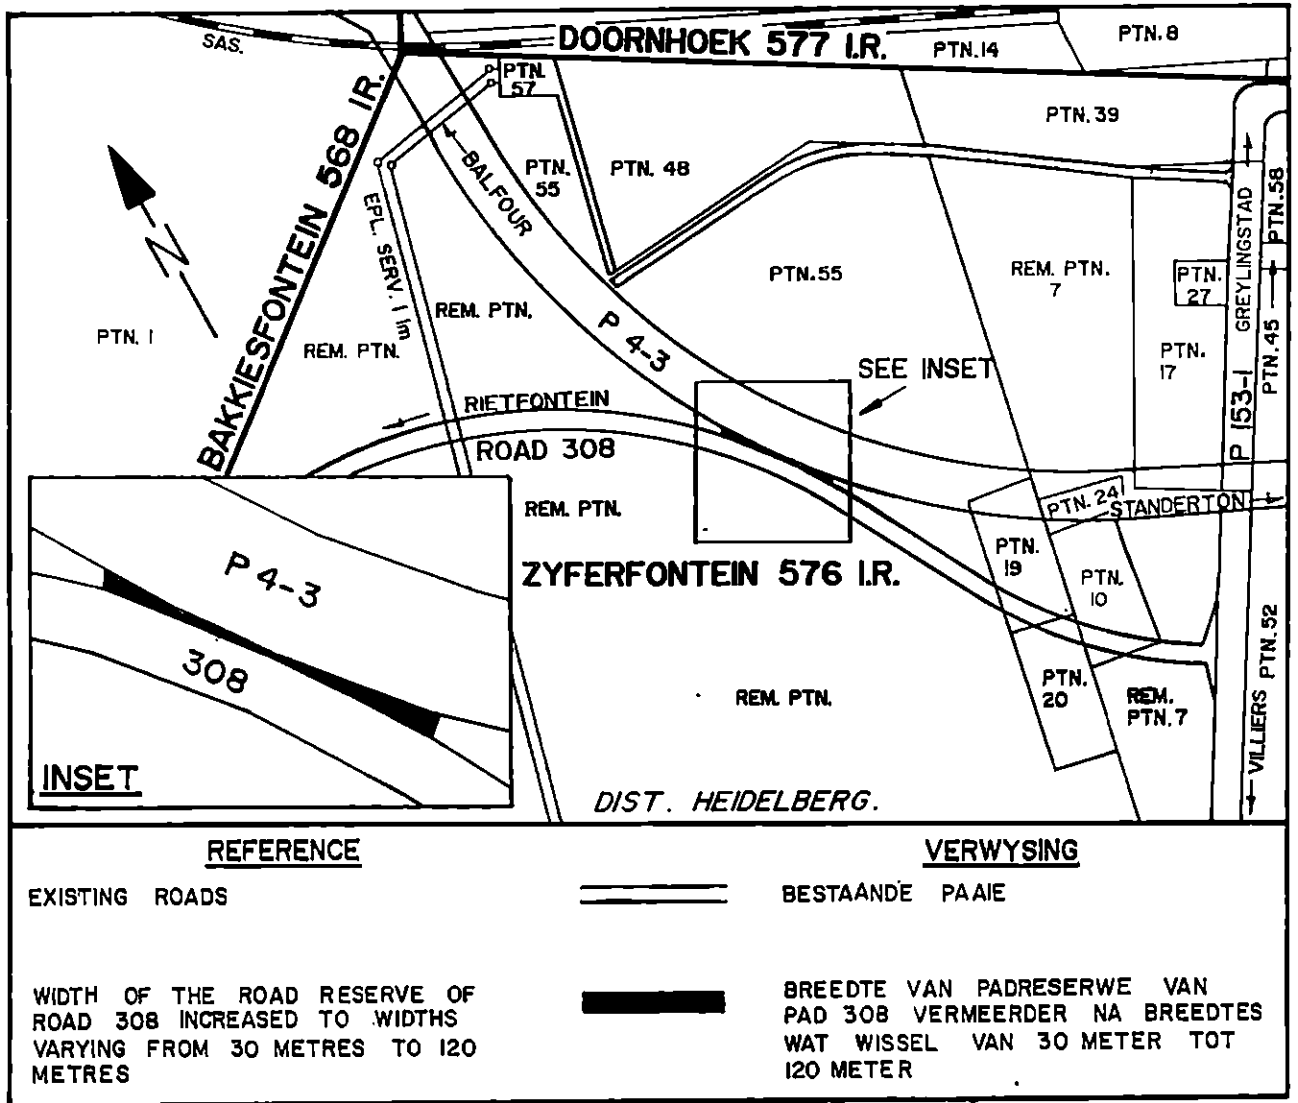 SAS.
DOORNHOEK 577 I.R.
PTN. 14
PTN. 8
PTN.
57
PTN. 39
BAKKIESFONTEIN 568 IR.
N
BALFOUR
PTN.
55
PTN. 48
EPL. SERV. 1 1m
PTN. 1
REM. PTN.
REM. PTN.
P 4-3
PTN. 55
REM. PTN.
7
PTN.
27
GREYLINGSTAD
PTN. 58
PTN. 45
PTN.
17
P 153-1
SEE INSET
RIETFONTEIN
ROAD 308
REM. PTN.
PTN. 24
STANDERTON
PTN.
19
PTN.
10
ZYFERFONTEIN 576 I.R.
PTN.
20
REM.
PTN. 7
REM. PTN.
VILLIERS
PTN. 52
P 4-3
308
INSET
DIST. HEIDELBERG.
REFERENCE
VERWYSING
EXISTING ROADS
BESTAANDE PAAIE
WIDTH OF THE ROAD RESERVE OF
ROAD 308 INCREASED TO WIDTHS
VARYING FROM 30 METRES TO 120
METRES
BREEDTE VAN PADRESERWE VAN
PAD 308 VERMEERDER NA BREEDTES
WAT WISSEL VAN 30 METER TOT
120 METER